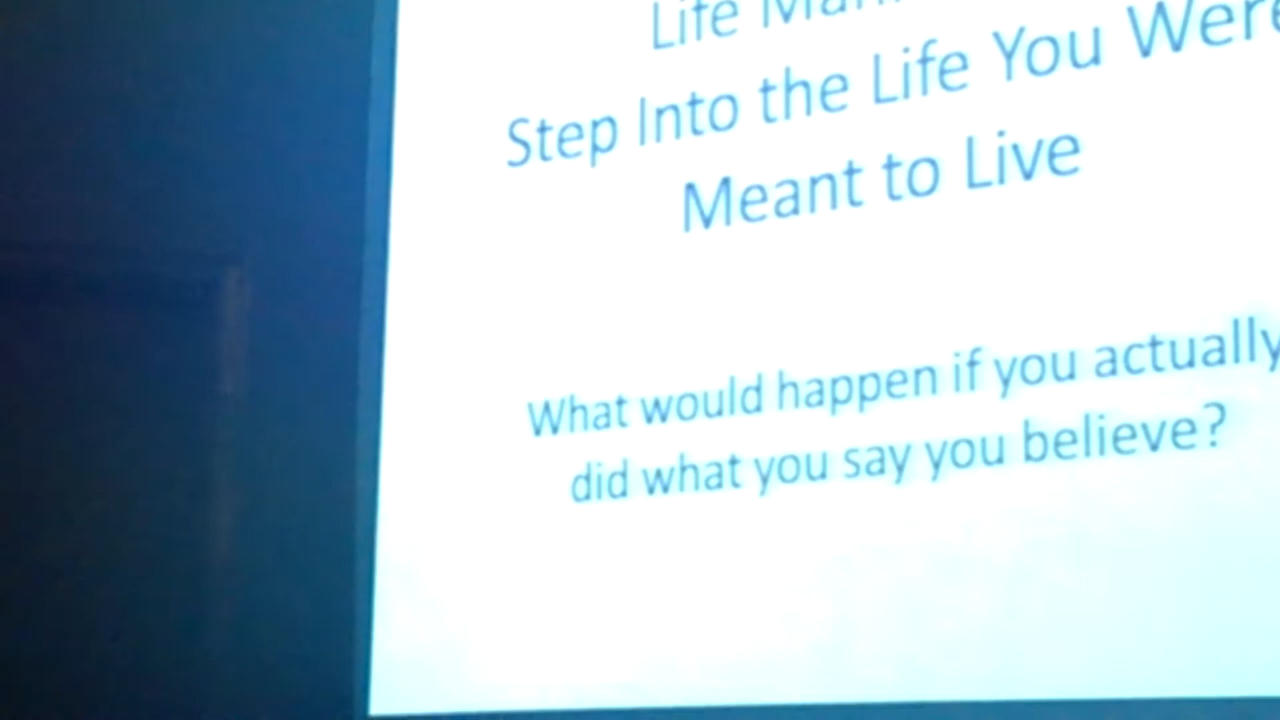 Life
Step Into the Life You Were
Meant to Live
What would happen if you actually
did what you say you believe?